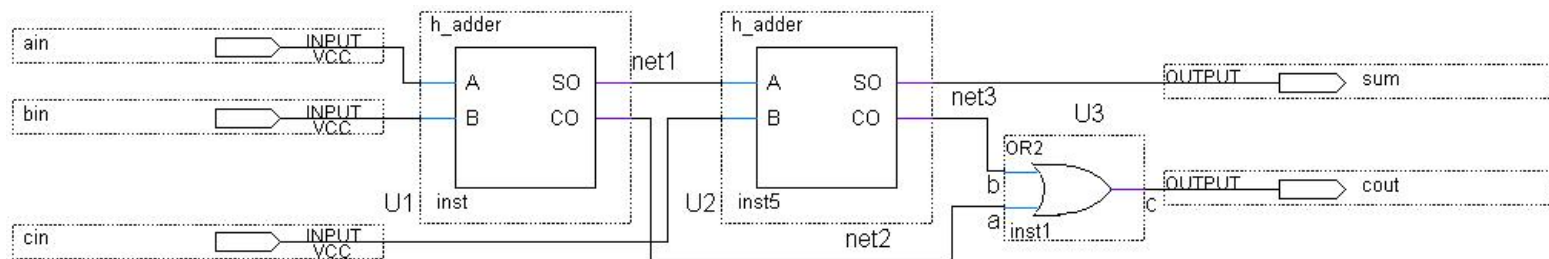 h_adder
h_adder
ain
INPUT
VCC
net1
A
SO
A
SO
OUTPUT
sum
bin
INPUT
VCC
B
CO
B
CO
net3
U3
OR2
b
OUTPUT
cout
U1
inst
U2
inst5
a
c
inst1
cin
INPUT
VCC
net2